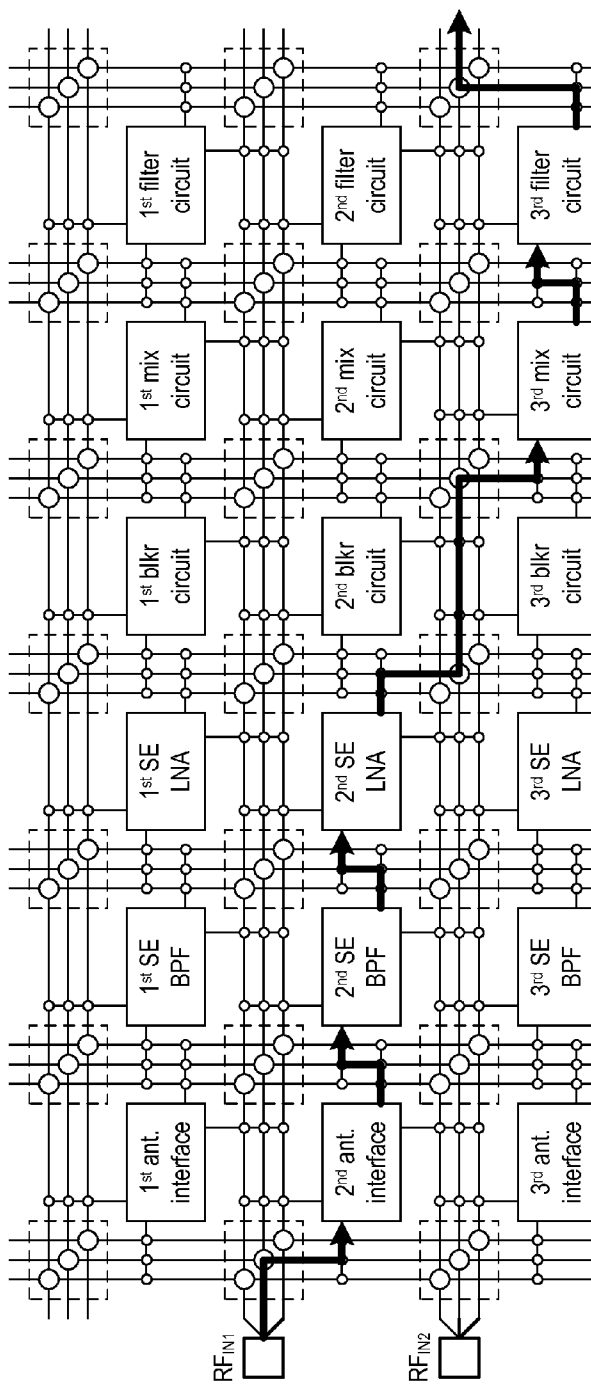 1st ant.
interface
1st SE
BPF
1st SE
LNA
1st blkr
circuit
1st mix
circuit
1st filter
circuit
RFIN1
2nd ant.
interface
2nd SE
BPF
2nd SE
LNA
2nd blkr
circuit
2nd mix
circuit
2nd filter
circuit
RFIN2
3rd ant.
interface
3rd SE
BPF
3rd SE
LNA
3rd blkr
circuit
3rd mix
circuit
3rd filter
circuit